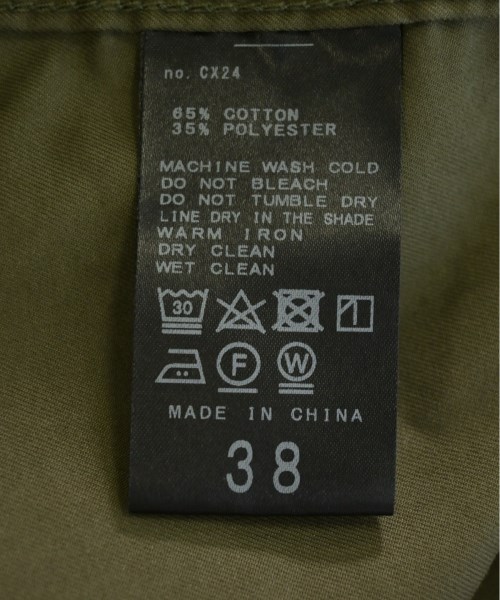 no. CX24
65% COTTON
35% POLYESTER
MACHINE WASH COLD
DO NOT BLEACH
DO NOT TUMBLE DRY
LINE DRY IN THE SHADE
WARM IRON
DRY CLEAN
WET CLEAN
30
F W
MADE IN CHINA
38